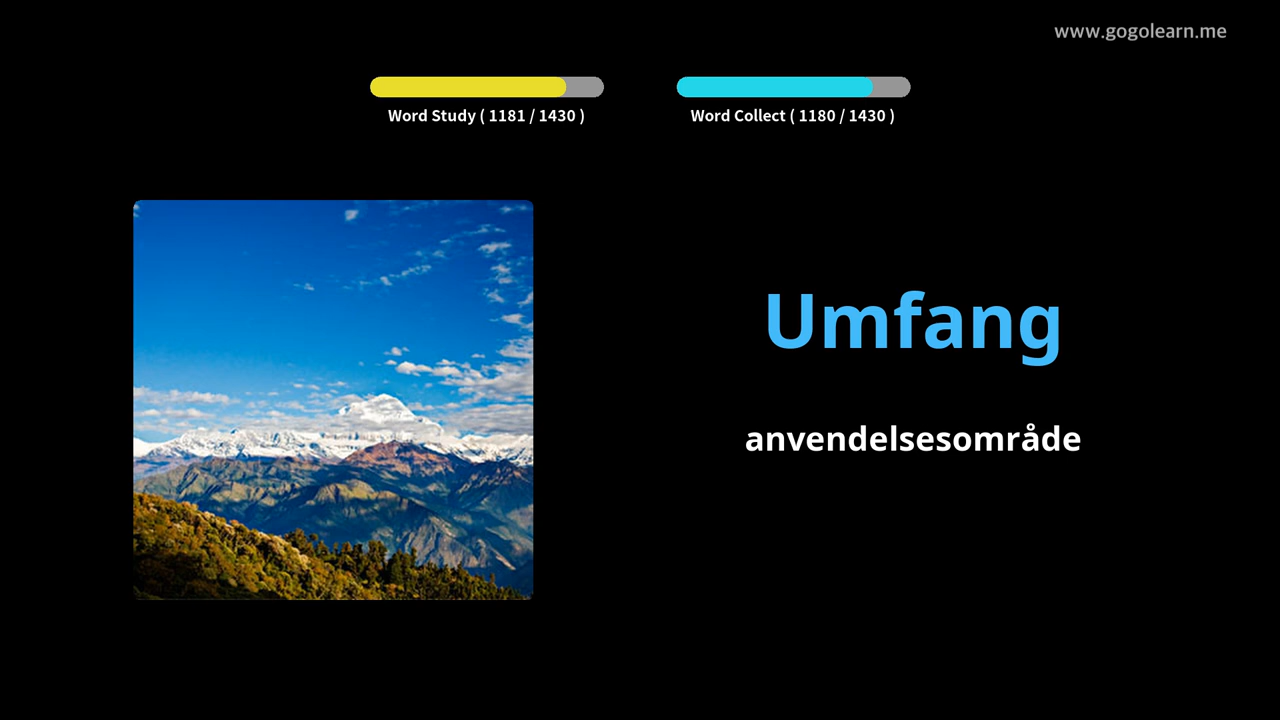 www.gogolearn.me
Word Study ( 1181 / 1430 )
Word Collect ( 1180 / 1430 )
Umfang
anvendelsesområde